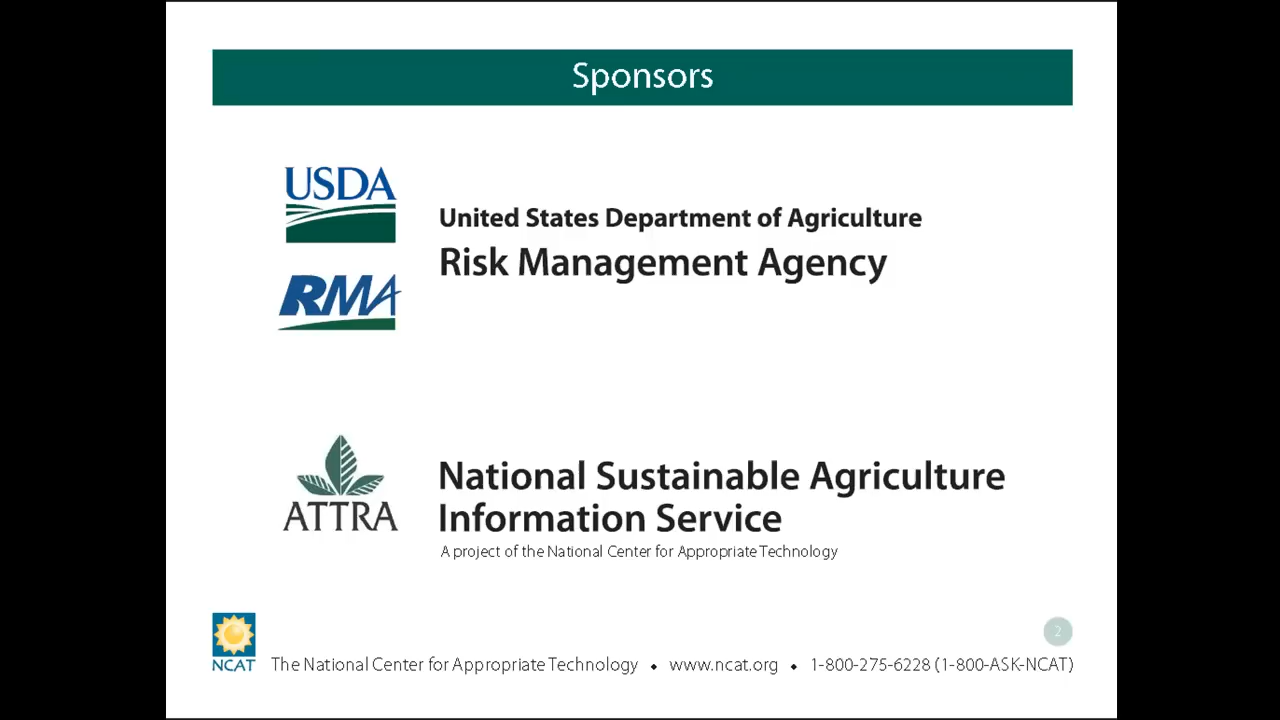 Sponsors
USDA
United States Department of Agriculture
Risk Management Agency
RMA
National Sustainable Agriculture
Information Service
ATTRA
A project of the National Center for Appropriate Technology
2
NCAT
The National Center for Appropriate Technology • www.ncat.org • 1-800-275-6228 (1-800-ASK-NCAT)